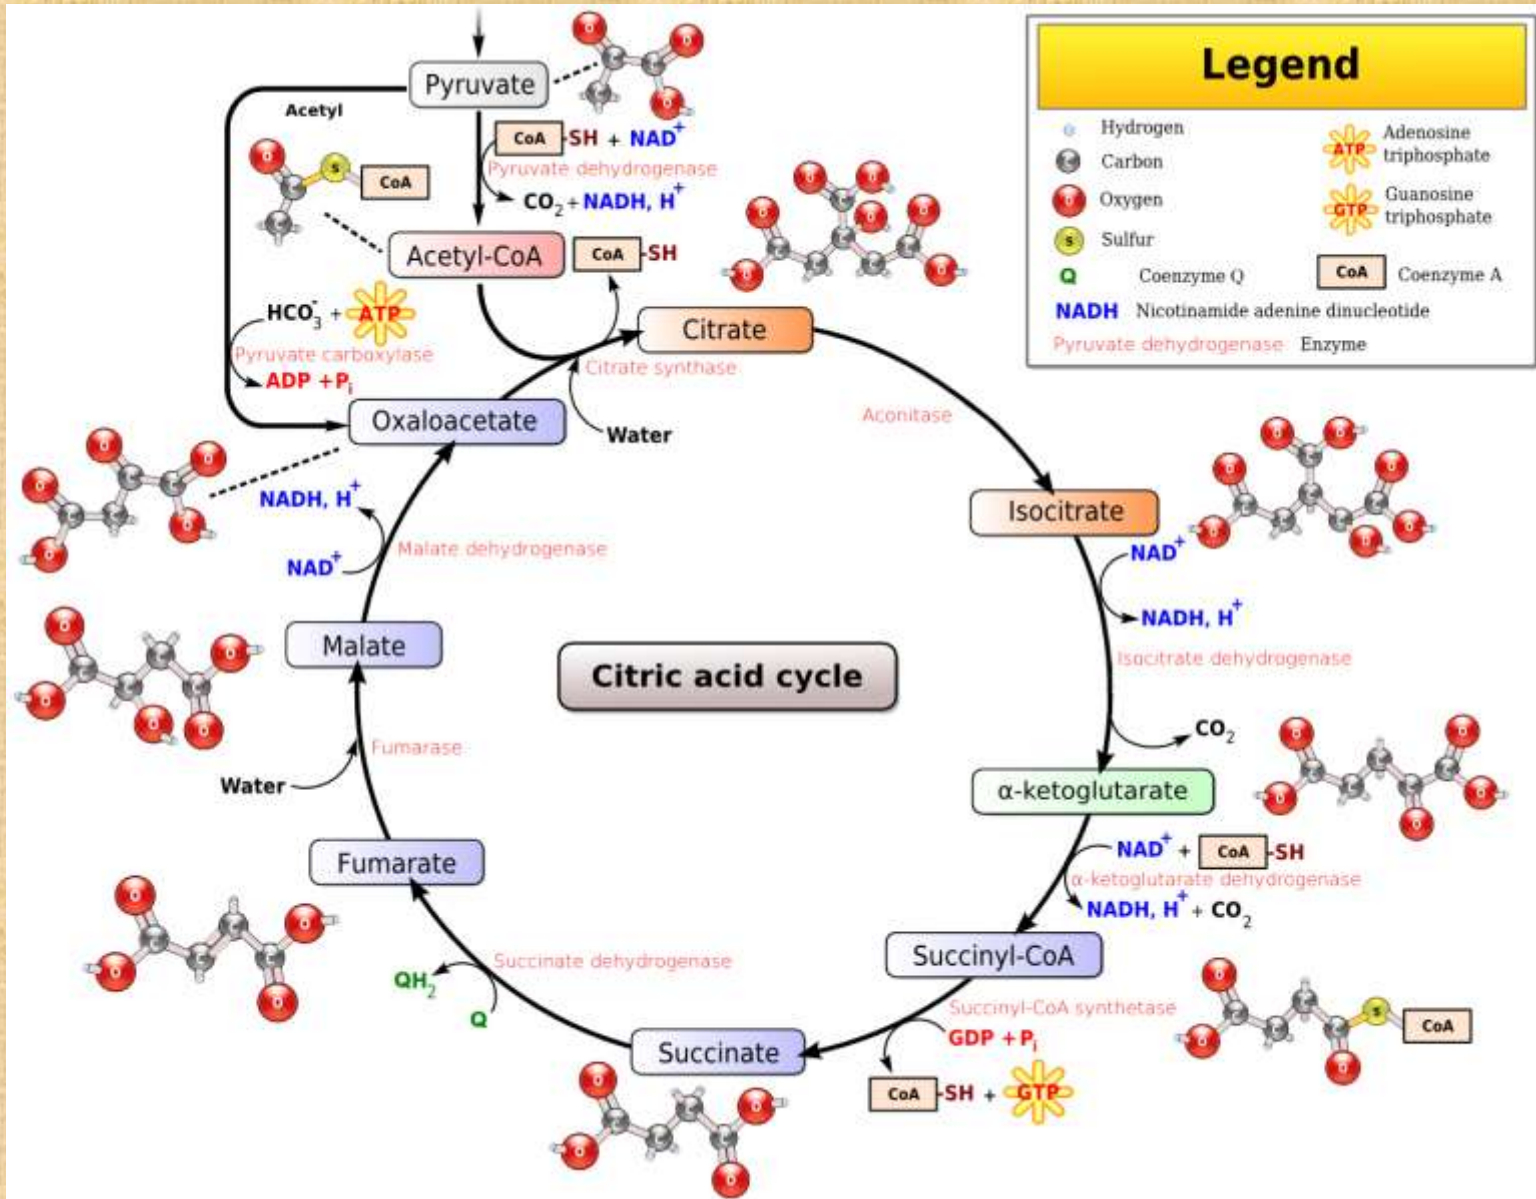 Pyruvate
Acetyl
CoA -SH + NAD+
Pyruvate dehydrogenase
CO2 + NADH, H+
S CoA
Acetyl-CoA
CoA -SH
HCO3- + ATP
Pyruvate carboxylase
ADP + Pi
Citrate
Citrate synthase
Water
Oxaloacetate
Aconitase
Isocitrate
NAD+
NADH, H+
Isocitrate dehydrogenase
CO2
α-ketoglutarate
NAD+ + CoA -SH
α-ketoglutarate dehydrogenase
NADH, H+ + CO2
Succinyl-CoA
Succinyl-CoA synthetase
GDP + Pi
CoA -SH + GTP
S CoA
Succinate
Succinate dehydrogenase
QH2
Q
Fumarate
Fumarase
Water
Malate
Malate dehydrogenase
NADH, H+
NAD+
Citric acid cycle
Legend
Hydrogen
C Carbon
O Oxygen
S Sulfur
Q Coenzyme Q
ATP Adenosine
triphosphate
GTP Guanosine
triphosphate
CoA Coenzyme A
NADH Nicotinamide adenine dinucleotide
Pyruvate dehydrogenase Enzyme